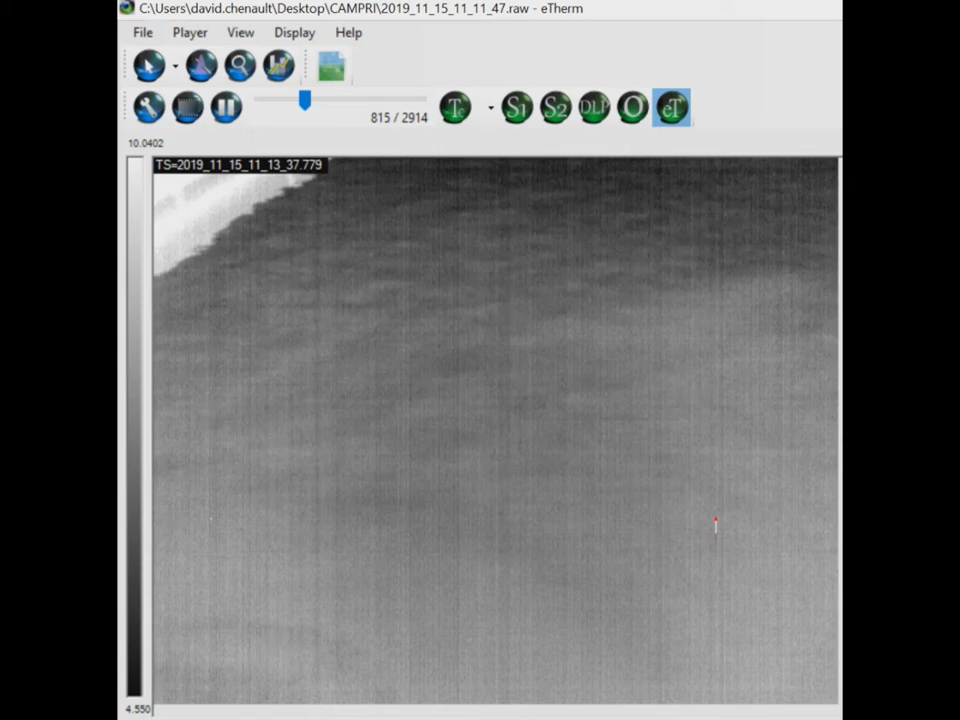 C:\Users\david.chenault\Desktop\CAMPRI\2019_11_15_11_11_47.raw - eTherm
File Player View Display Help
815 / 2914
Tc S1 S2 DLP O eT
10.0402
TS=2019_11_15_11_13_37.779
4.550